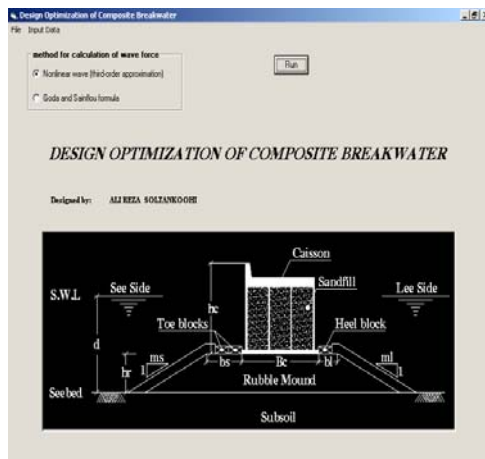 Design Optimization of Composite Breakwater
File Input Data
method for calculation of wave force
Nonlinear wave (third-order approximation)
Run
Goda and Sainflou formula
DESIGN OPTIMIZATION OF COMPOSITE BREAKWATER
Designed by: ALI REZA SOLTANKOOHI
Caisson
Sandfill
S.W.L See Side Lee Side
hc
Toe blocks Heel block
d
ms ml
hr 1 bs Bc bl 1
Rubble Mound
Seebed
Subsoil